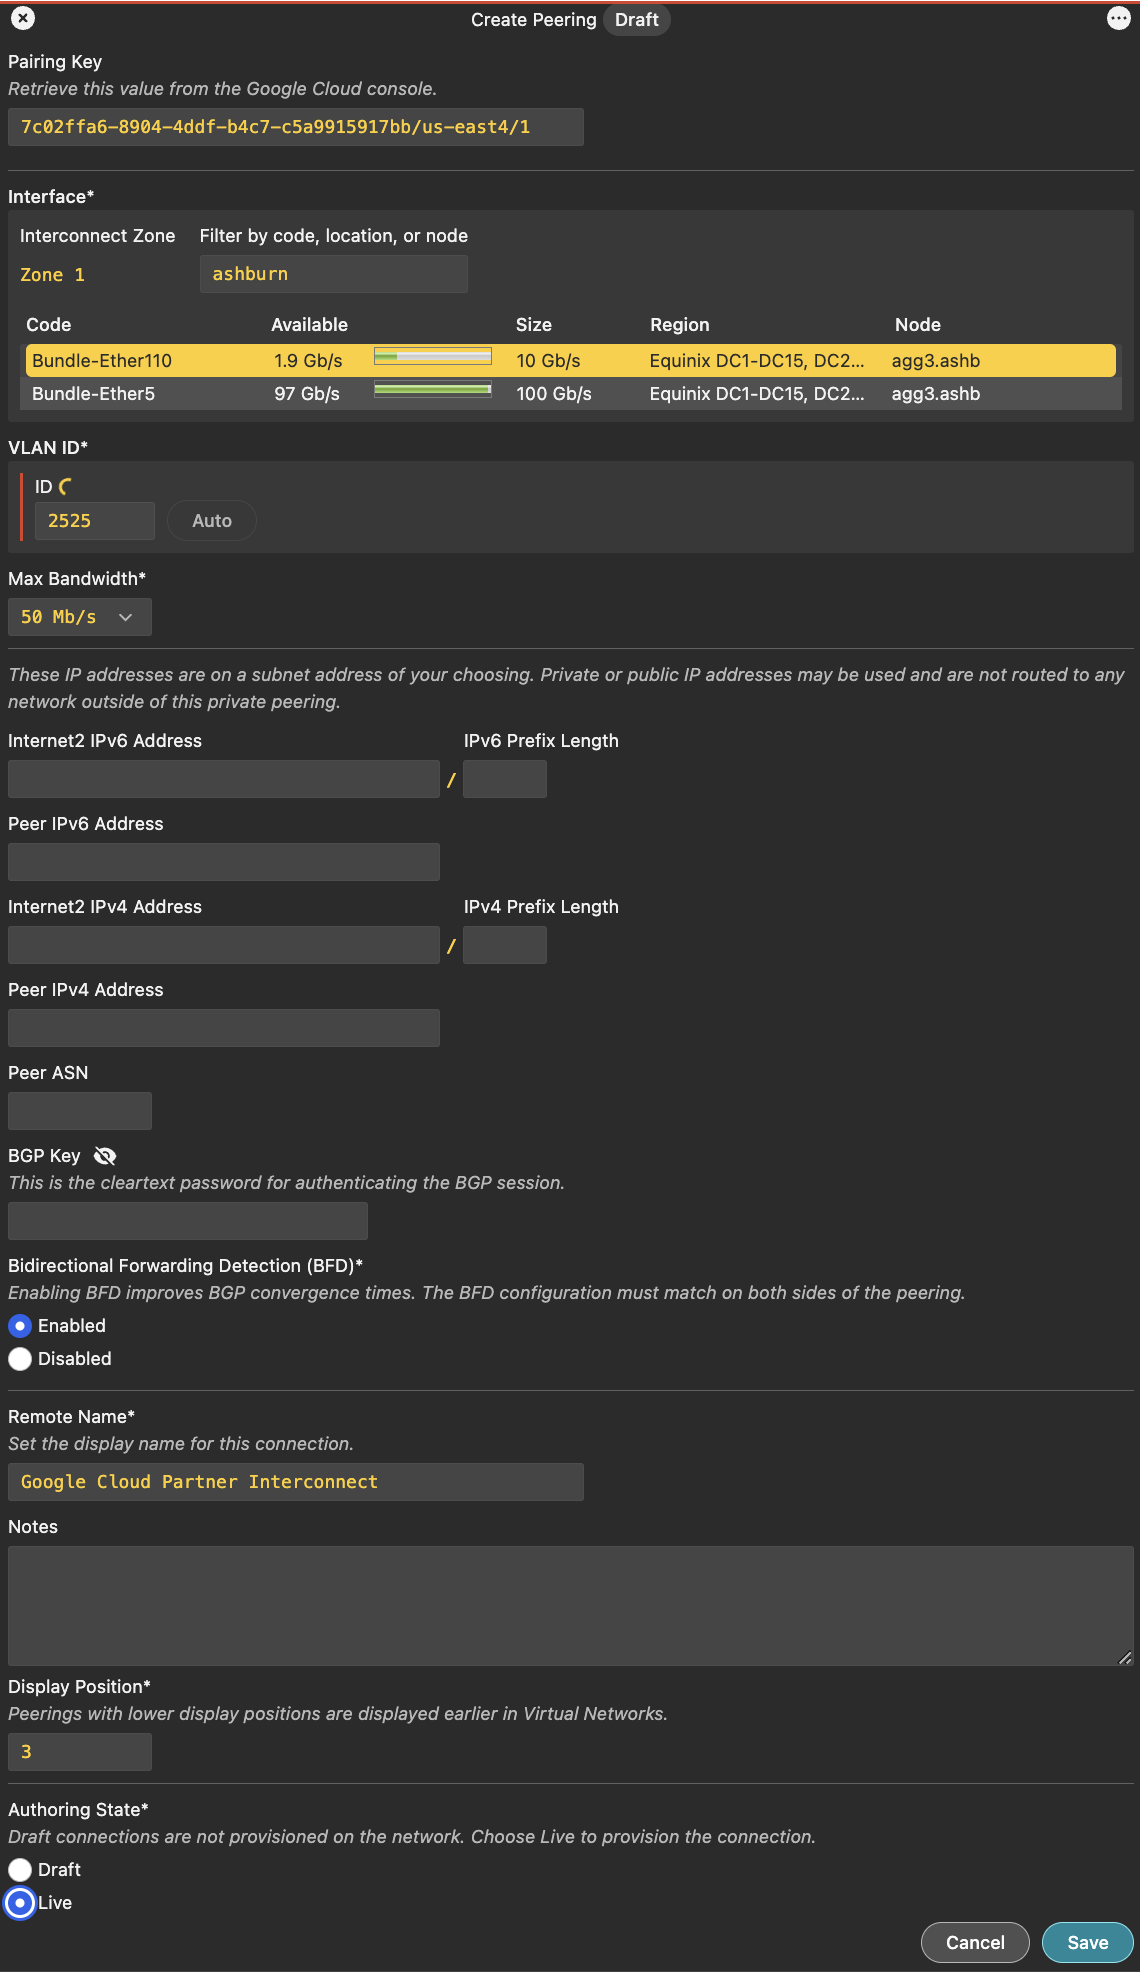 Create Peering Draft
Pairing Key
Retrieve this value from the Google Cloud console.
7c02ffa6-8904-4ddf-b4c7-c5a9915917bb/us-east4/1
Interface*
Interconnect Zone Filter by code, location, or node
Zone 1 ashburn
Code Available Size Region Node
Bundle-Ether110 1.9 Gb/s 10 Gb/s Equinix DC1-DC15, DC2... agg3.ashb
Bundle-Ether5 97 Gb/s 100 Gb/s Equinix DC1-DC15, DC2... agg3.ashb
VLAN ID*
ID
2525 Auto
Max Bandwidth*
50 Mb/s
These IP addresses are on a subnet address of your choosing. Private or public IP addresses may be used and are not routed to any
network outside of this private peering.
Internet2 IPv6 Address IPv6 Prefix Length
/
Peer IPv6 Address
Internet2 IPv4 Address IPv4 Prefix Length
/
Peer IPv4 Address
Peer ASN
BGP Key
This is the cleartext password for authenticating the BGP session.
Bidirectional Forwarding Detection (BFD)*
Enabling BFD improves BGP convergence times. The BFD configuration must match on both sides of the peering.
Enabled
Disabled
Remote Name*
Set the display name for this connection.
Google Cloud Partner Interconnect
Notes
Display Position*
Peerings with lower display positions are displayed earlier in Virtual Networks.
3
Authoring State*
Draft connections are not provisioned on the network. Choose Live to provision the connection.
Draft
Live
Cancel Save